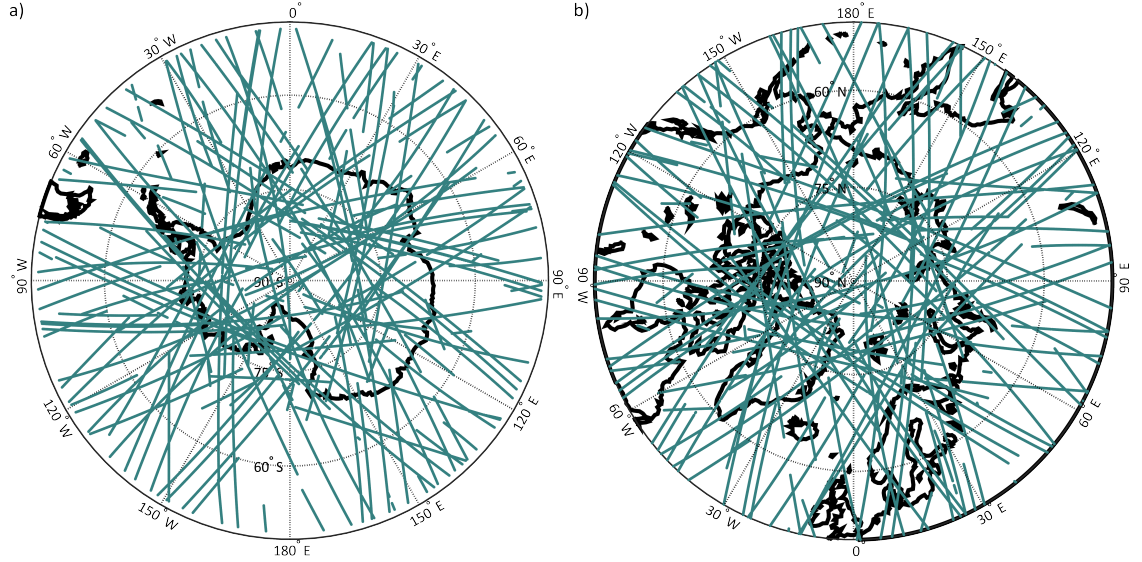 a)
0°
30° W
30° E
60° W
60° E
90° W
90° S
90° E
75° S
120° W
120° E
60° S
150° W
150° E
180° E
b)
180° E
150° W
150° E
60° N
120° W
120° E
75° N
90° W
90° N
90° E
60° W
60° E
30° W
30° E
0°